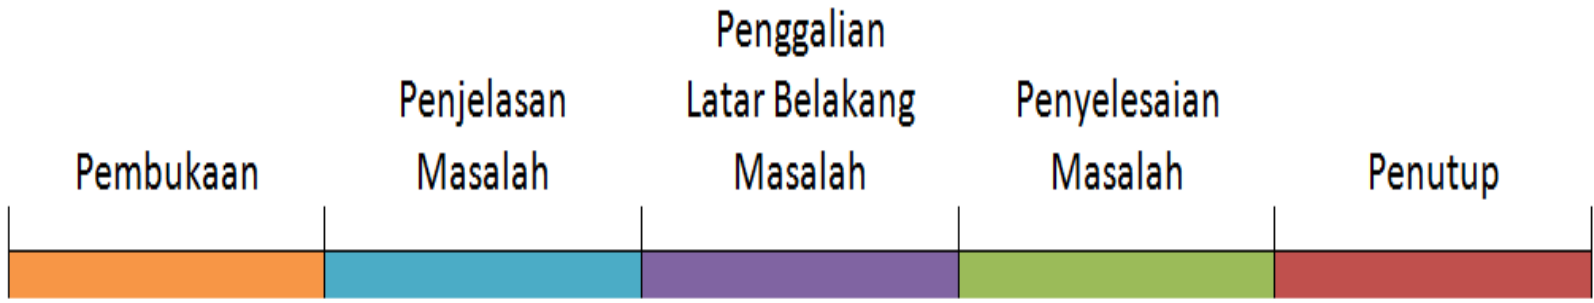 Pembukaan
Penjelasan
Masalah
Penggalian
Latar Belakang
Masalah
Penyelesaian
Masalah
Penutup